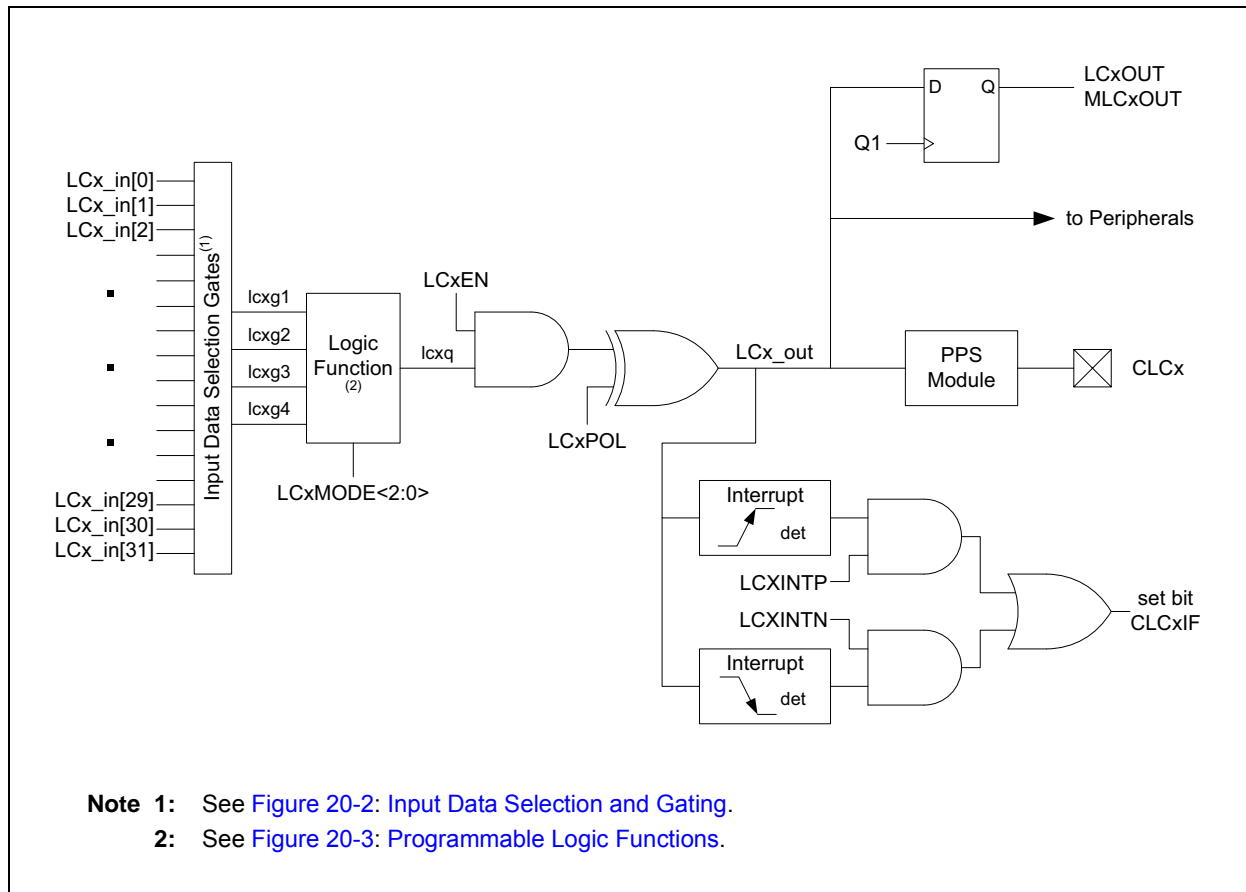 LCxOUT
MLCxOUT
D
Q
Q1
to Peripherals
LCx_in[0]
LCx_in[1]
LCx_in[2]
Input Data Selection Gates(1)
LCx_in[29]
LCx_in[30]
LCx_in[31]
lcxg1
lcxg2
lcxg3
lcxg4
Logic
Function
(2)
LCxMODE<2:0>
lcxq
LCxEN
LCxPOL
LCx_out
PPS
Module
CLCx
Interrupt
det
LCXINTP
LCXINTN
Interrupt
det
set bit
CLCxIF
Note 1: See Figure 20-2: Input Data Selection and Gating.
2: See Figure 20-3: Programmable Logic Functions.